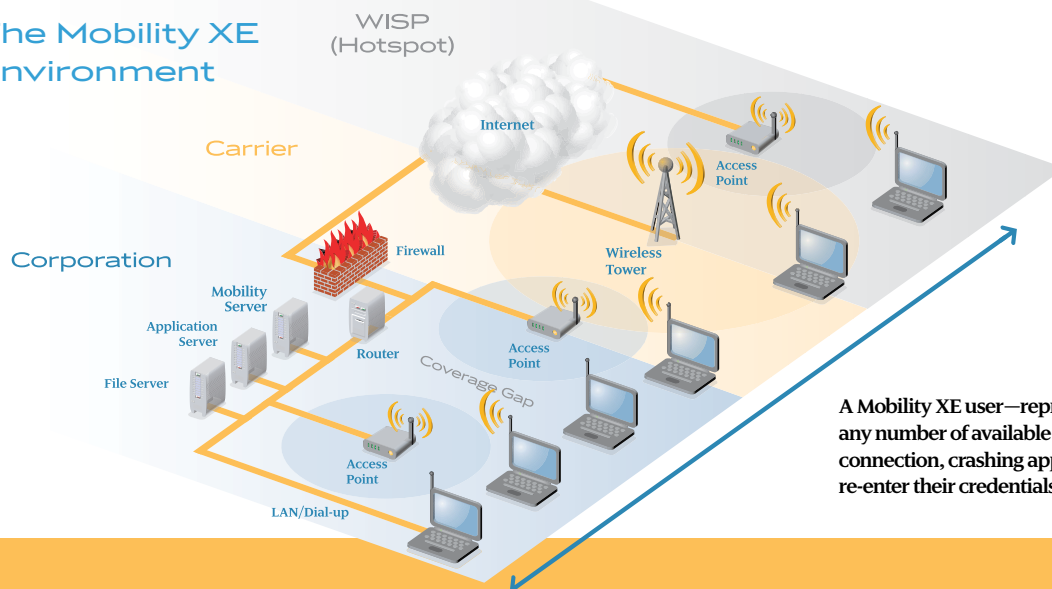 he Mobility XE
nvironment
WISP
(Hotspot)
Internet
Access
Point
Carrier
Wireless
Tower
Firewall
Corporation
Mobility
Server
Application
Server
File Server
Router
Access
Point
Coverage Gap
Access
Point
LAN/Dial-up
A Mobility XE user—repr
any number of available
connection, crashing app
re-enter their credentials